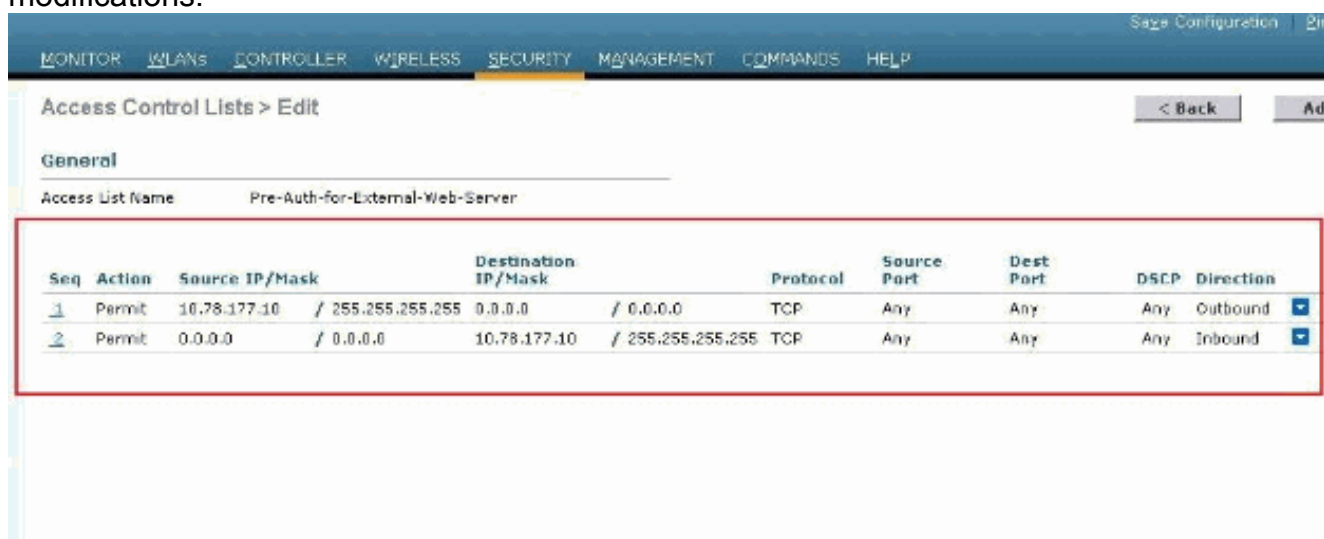 modifications.
Save Configuration
MONITOR WLANs CONTROLLER WIRELESS SECURITY MANAGEMENT COMMANDS HELP
Access Control Lists > Edit
< Back
General
Access List Name Pre-Auth-for-External-Web-Server
Seq Action Source IP/Mask Destination IP/Mask Protocol Source Port Dest Port DSCP Direction
1 Permit 10.78.177.10 / 255.255.255.255 0.0.0.0 / 0.0.0.0 TCP Any Any Any Outbound
2 Permit 0.0.0.0 / 0.0.0.0 10.78.177.10 / 255.255.255.255 TCP Any Any Any Inbound